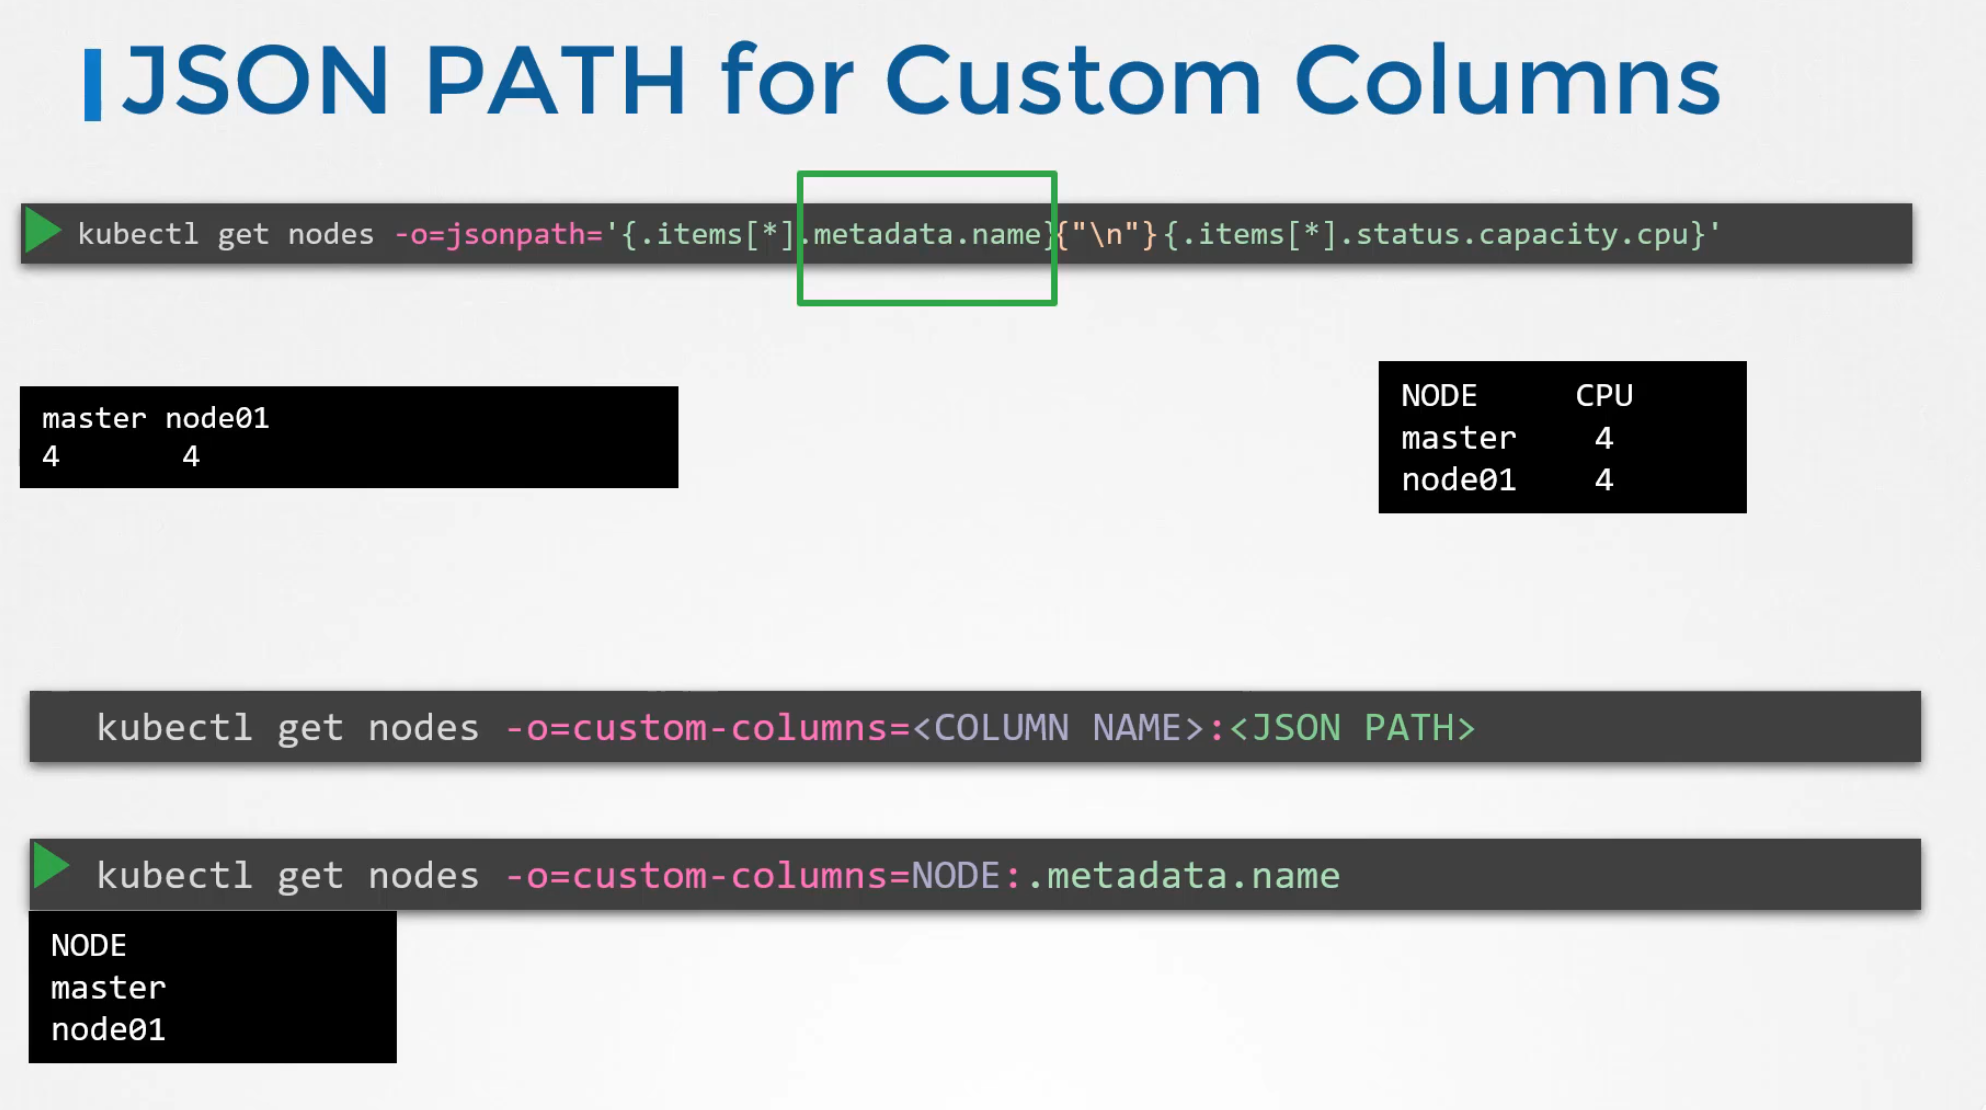 JSON PATH for Custom Columns
kubectl get nodes -o=jsonpath='{.items[*].metadata.name}{"\n"}{.items[*].status.capacity.cpu}'
master node01
4 4
NODE CPU
master 4
node01 4
kubectl get nodes -o=custom-columns=<COLUMN NAME>:<JSON PATH>
kubectl get nodes -o=custom-columns=NODE:.metadata.name
NODE
master
node01